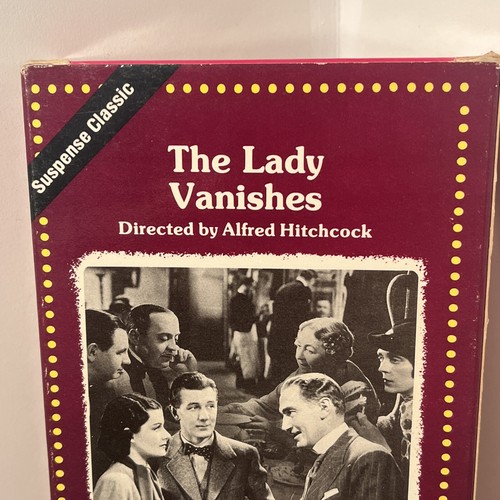 Suspense Classic
The Lady
Vanishes
Directed by Alfred Hitchcock